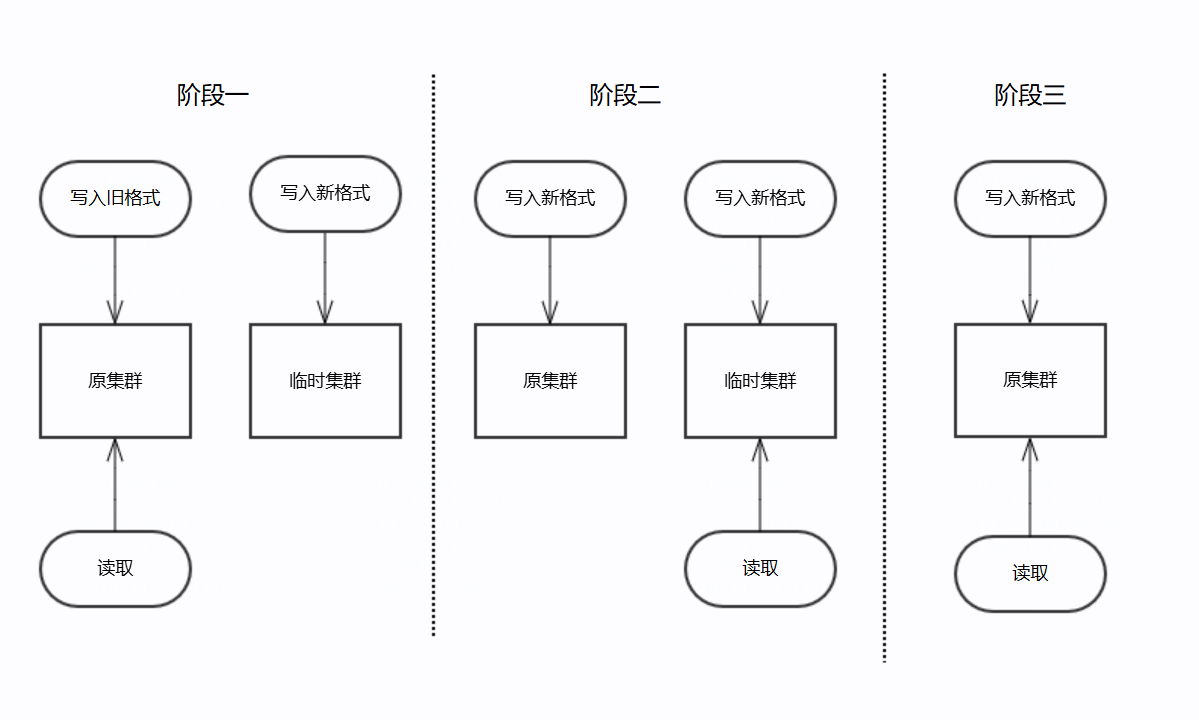 阶段一
阶段二
阶段三
写入旧格式
写入新格式
写入新格式
写入新格式
写入新格式
原集群
临时集群
原集群
临时集群
原集群
读取
读取
读取